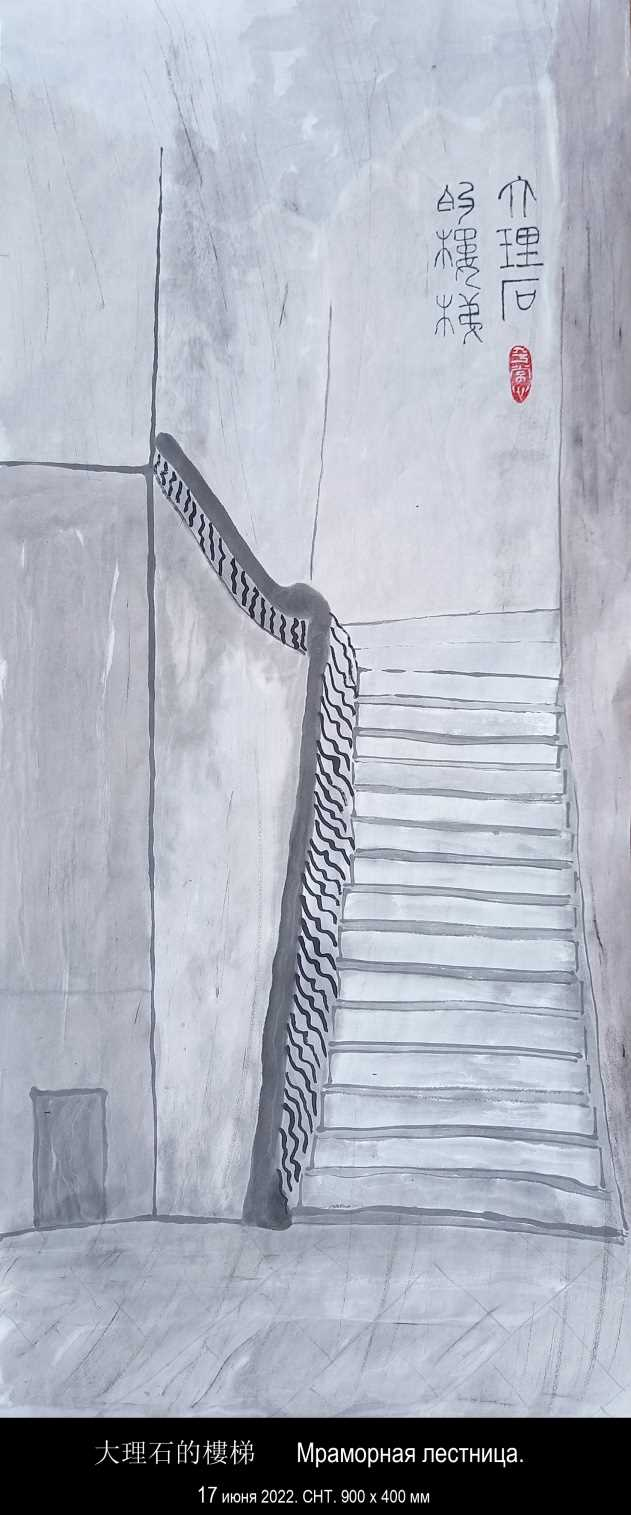 大理石
的樓梯
大理石的樓梯 Мраморная лестница.
17 июня 2022. СНТ. 900 x 400 мм